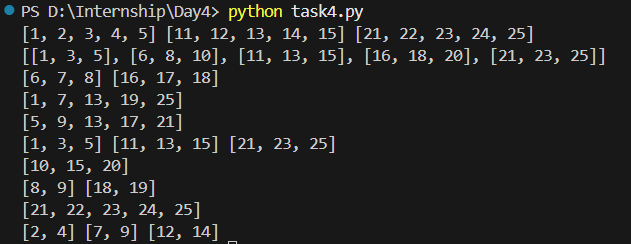 PS D:\Internship\Day4> python task4.py
[1, 2, 3, 4, 5] [11, 12, 13, 14, 15] [21, 22, 23, 24, 25]
[[1, 3, 5], [6, 8, 10], [11, 13, 15], [16, 18, 20], [21, 23, 25]]
[6, 7, 8] [16, 17, 18]
[1, 7, 13, 19, 25]
[5, 9, 13, 17, 21]
[1, 3, 5] [11, 13, 15] [21, 23, 25]
[10, 15, 20]
[8, 9] [18, 19]
[21, 22, 23, 24, 25]
[2, 4] [7, 9] [12, 14]